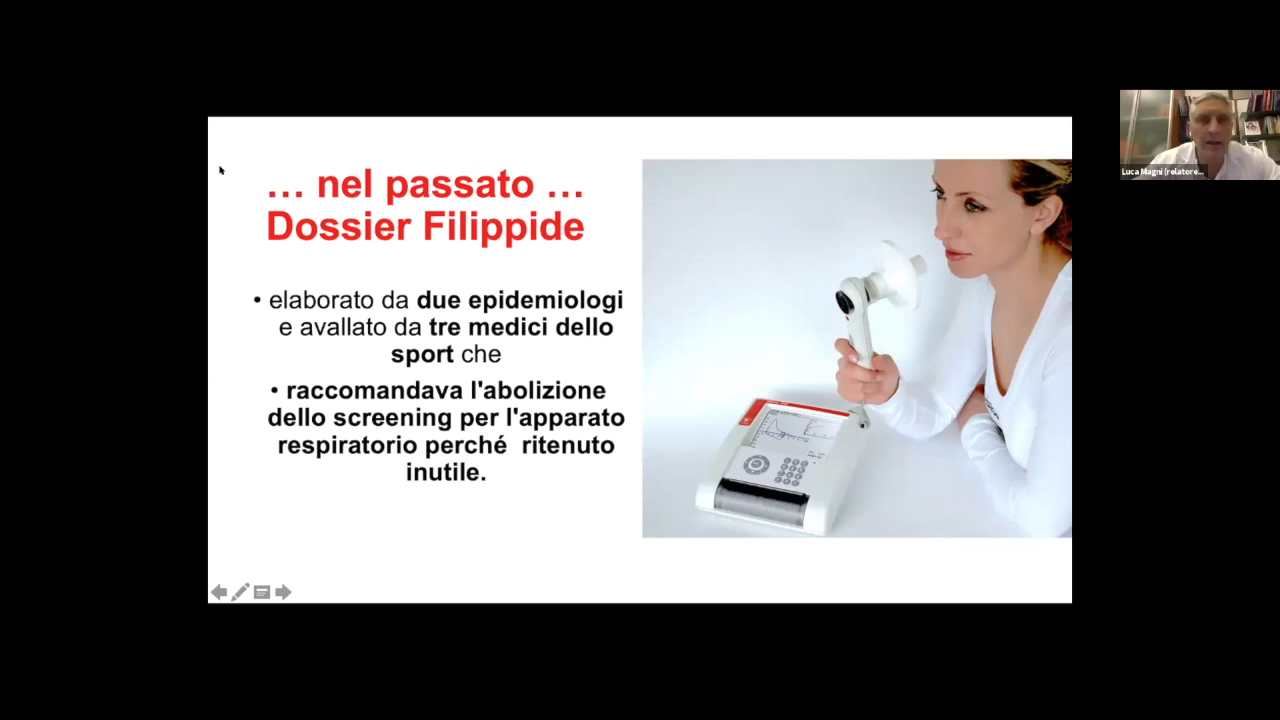 … nel passato …
Dossier Filippide
• elaborato da due epidemiologi
e avallato da tre medici dello
sport che
• raccomandava l'abolizione
dello screening per l'apparato
respiratorio perché  ritenuto
inutile.
Luca Magni (relatore...